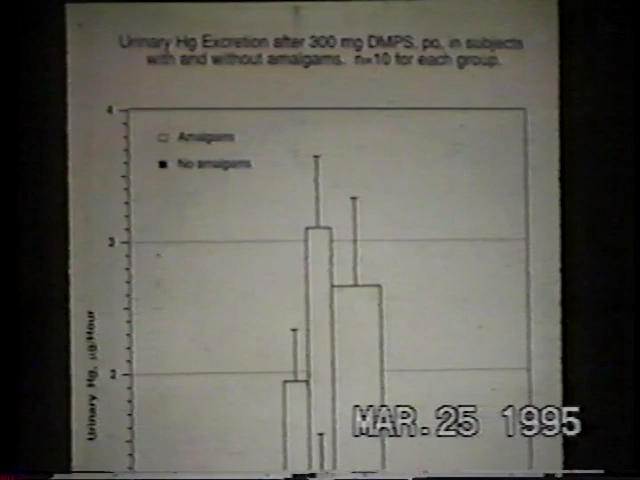 Urinary Hg Excretion after 300 mg DMPS, po, in subjects
with and without amalgams. n=10 for each group.
4
Amalgams
No amalgams
3
2
Urinary Hg, µg/Hour
MAR. 25 1995